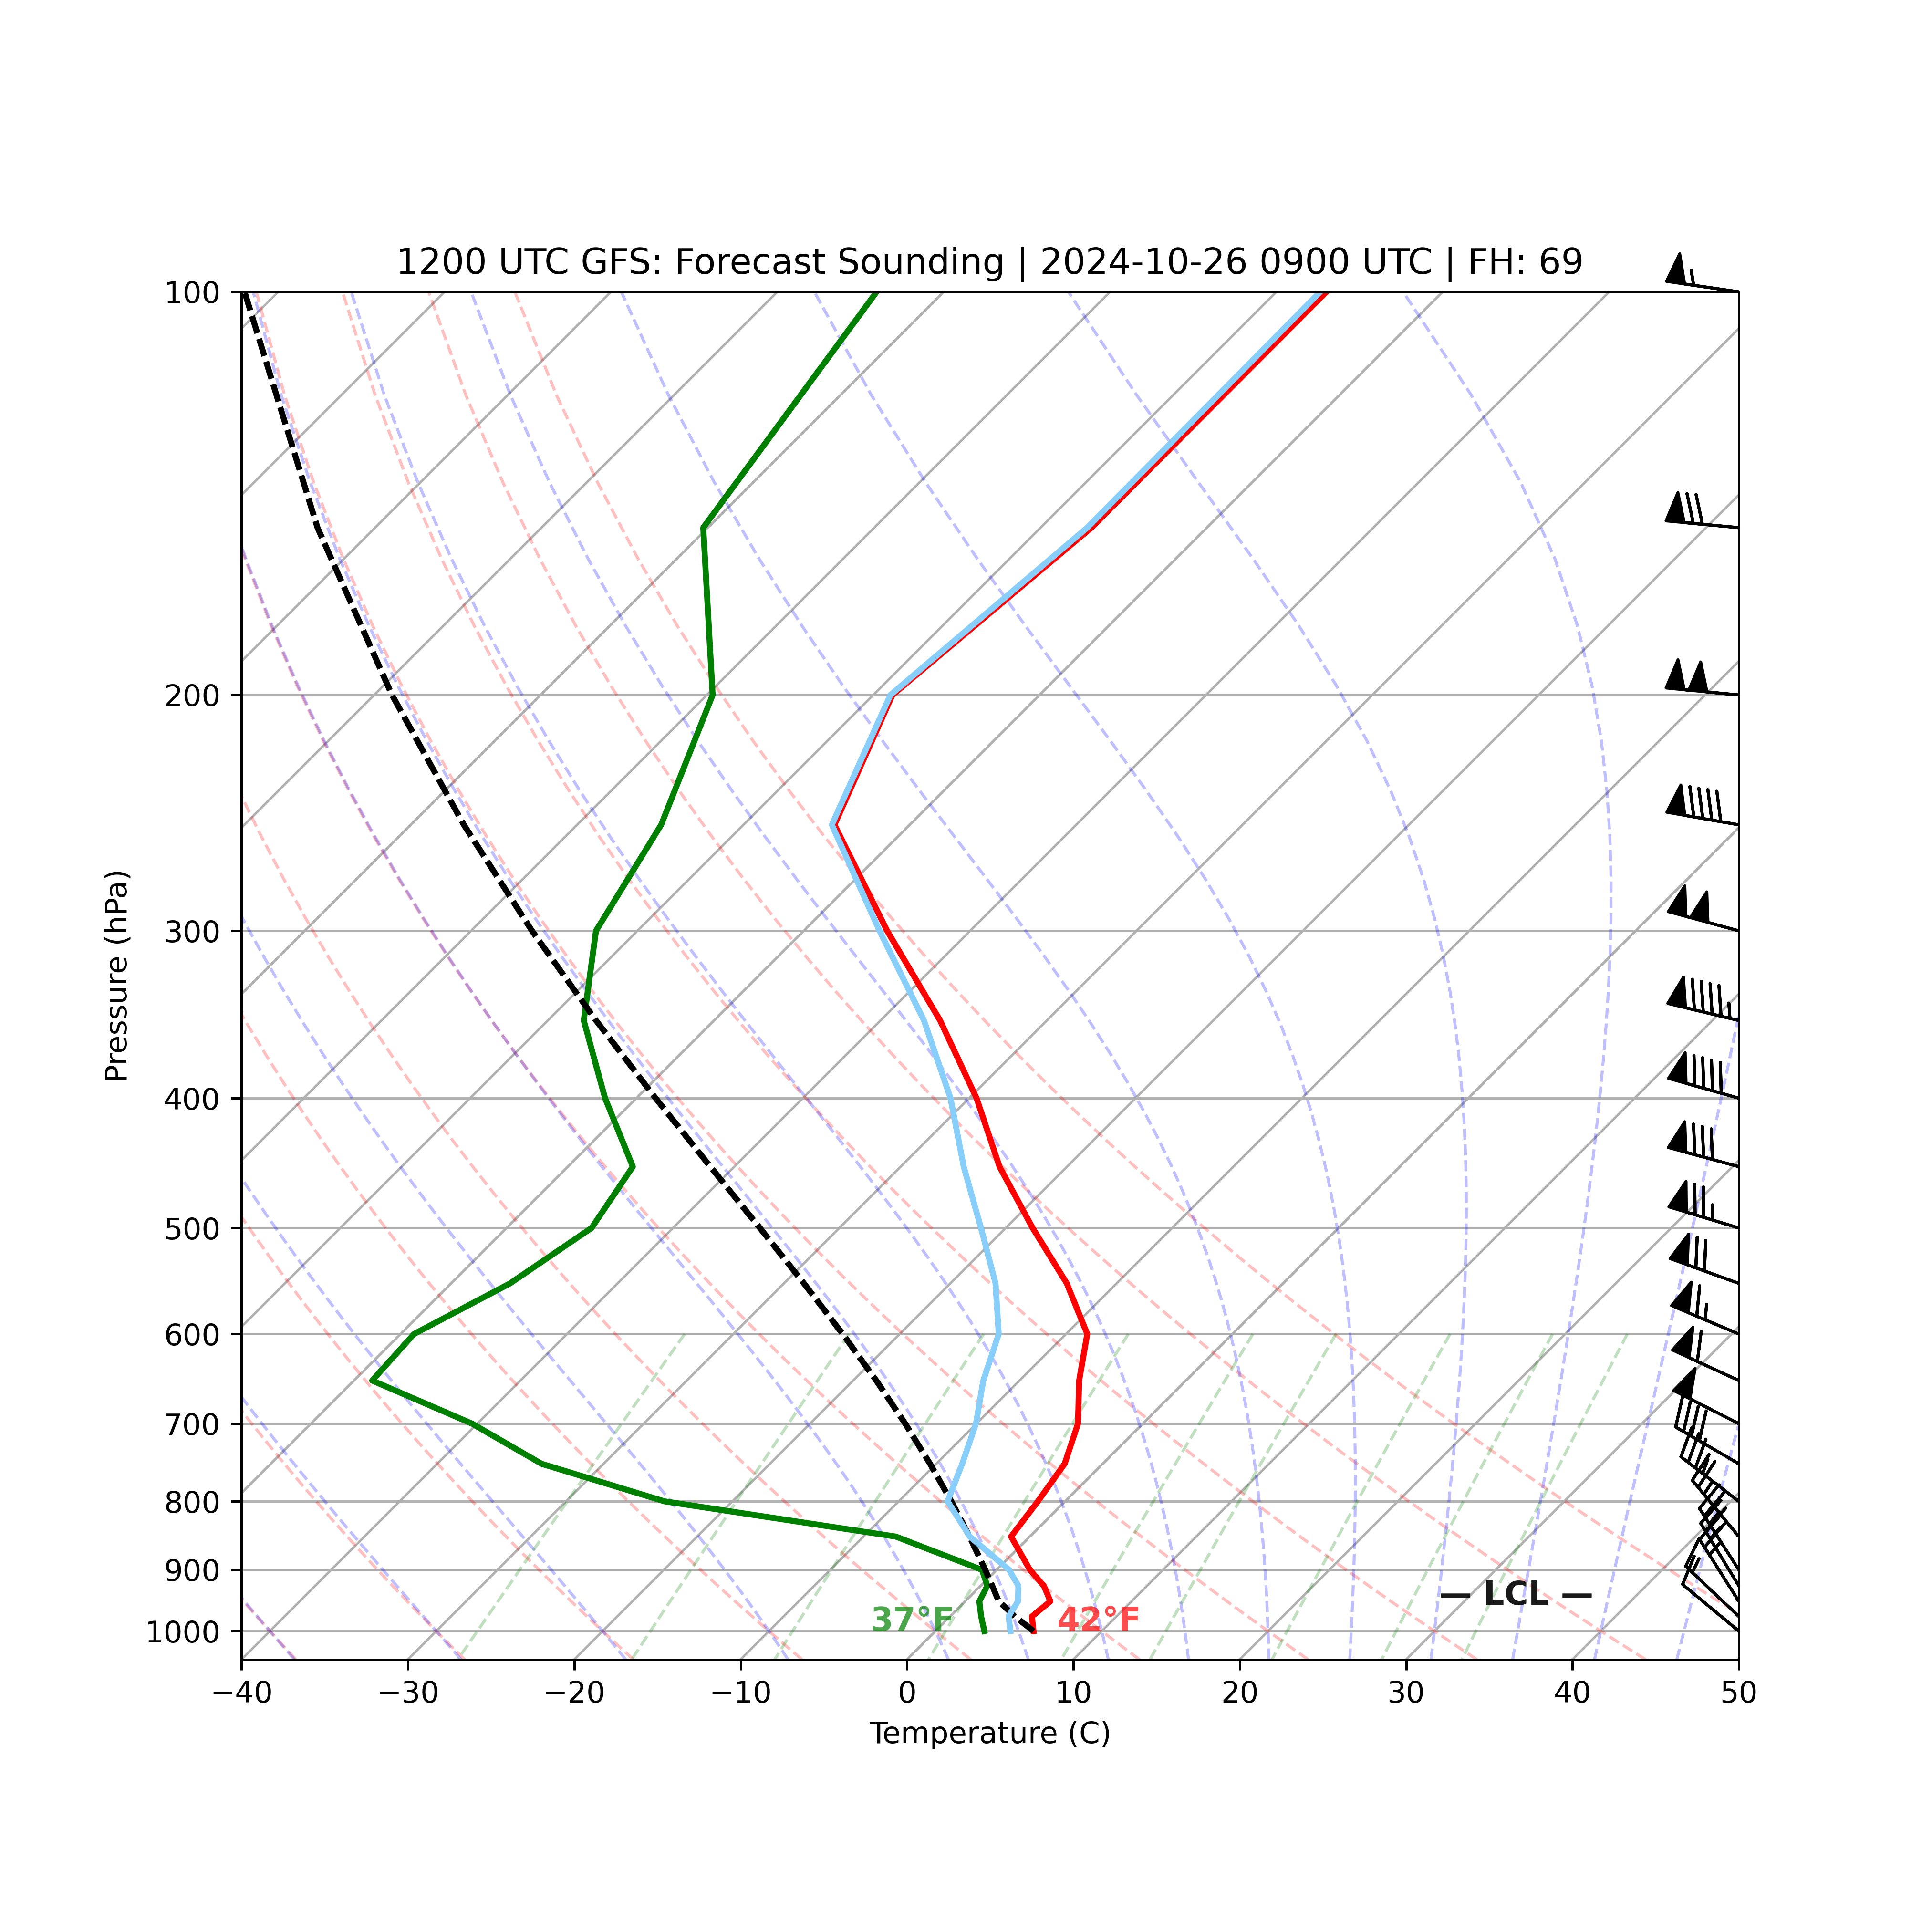 1200 UTC GFS: Forecast Sounding | 2024-10-26 0900 UTC | FH: 69
100
200
300
400
500
600
700
800
900
1000
Pressure (hPa)
— LCL —
37°F
42°F
−40 −30 −20 −10 0 10 20 30 40 50
Temperature (C)